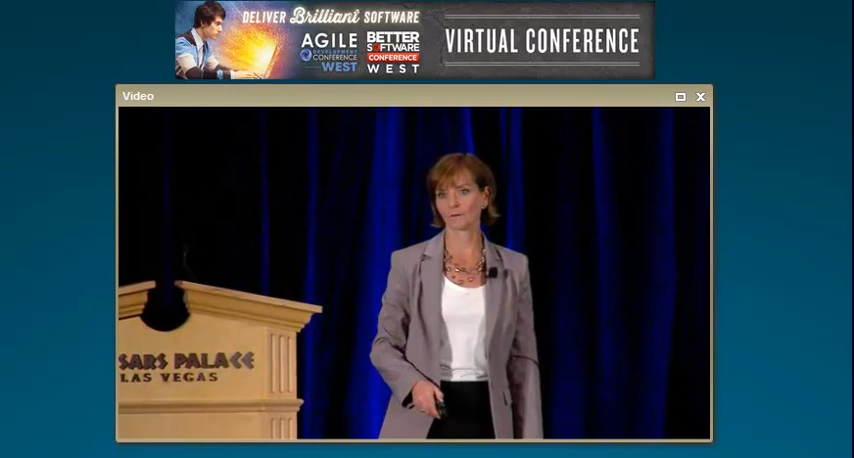 DELIVER Brilliant SOFTWARE
AGILE
DEVELOPMENT
CONFERENCE
WEST
BETTER
SOFTWARE
CONFERENCE
WEST
VIRTUAL CONFERENCE
Video
SARS PALACE
LAS VEGAS